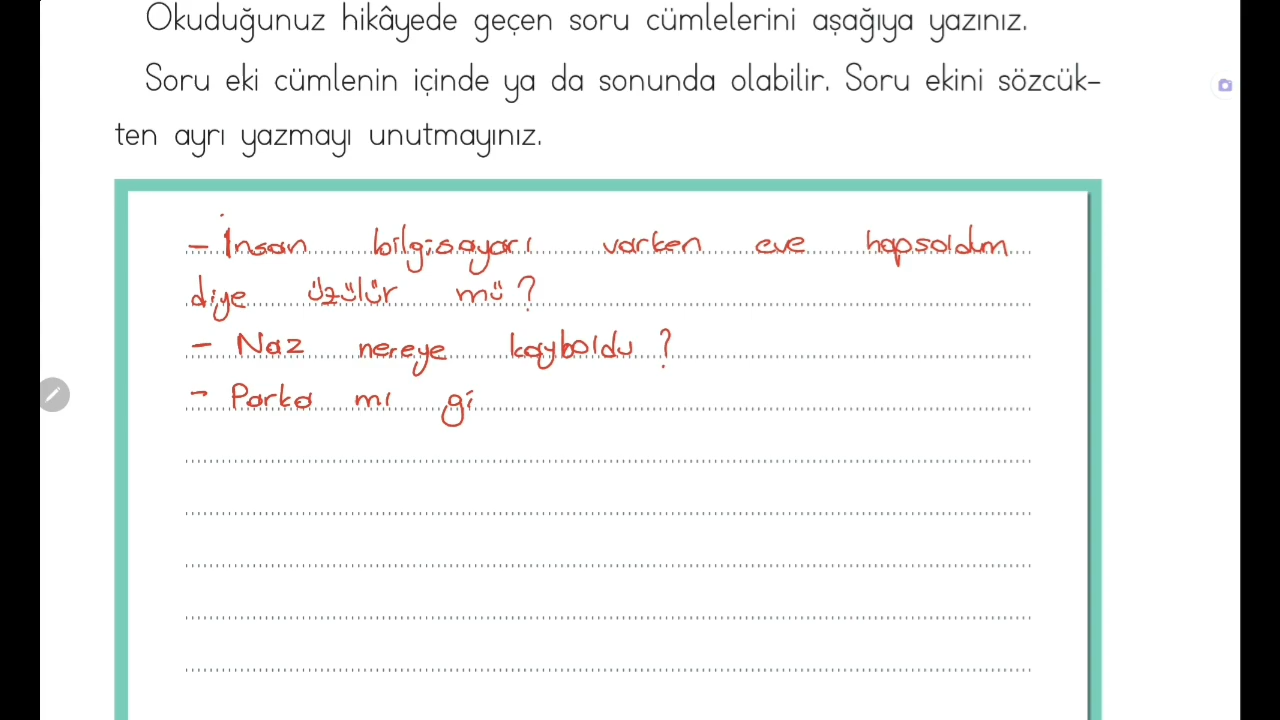 Okuduğunuz hikâyede geçen soru cümlelerini aşağıya yazınız.
Soru eki cümlenin içinde ya da sonunda olabilir. Soru ekini sözcük-
ten ayrı yazmayı unutmayınız.
- İnsan bilgisayarı varken eve hapsoldum
diye üzülür mü?
- Naz nereye kayboldu?
- Parka mı gi